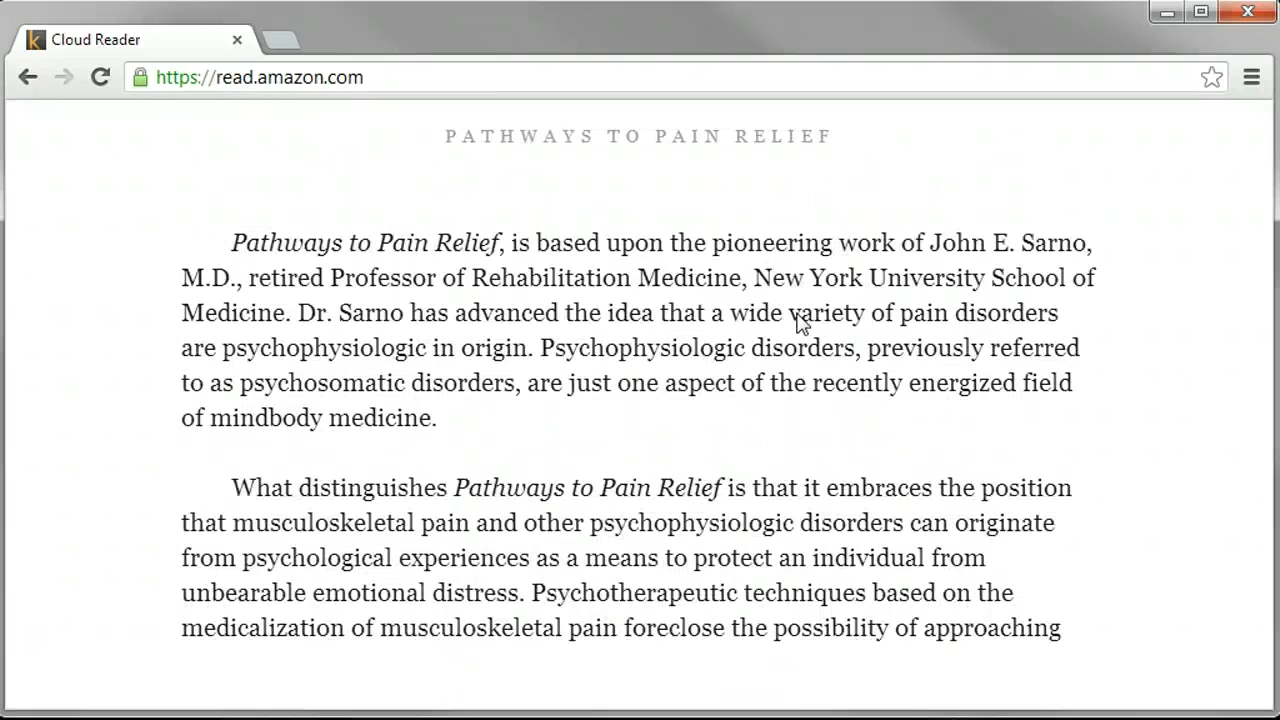 Cloud Reader
https://read.amazon.com
PATHWAYS TO PAIN RELIEF
Pathways to Pain Relief, is based upon the pioneering work of John E. Sarno,
M.D., retired Professor of Rehabilitation Medicine, New York University School of
Medicine. Dr. Sarno has advanced the idea that a wide variety of pain disorders
are psychophysiologic in origin. Psychophysiologic disorders, previously referred
to as psychosomatic disorders, are just one aspect of the recently energized field
of mindbody medicine.
What distinguishes Pathways to Pain Relief is that it embraces the position
that musculoskeletal pain and other psychophysiologic disorders can originate
from psychological experiences as a means to protect an individual from
unbearable emotional distress. Psychotherapeutic techniques based on the
medicalization of musculoskeletal pain foreclose the possibility of approaching